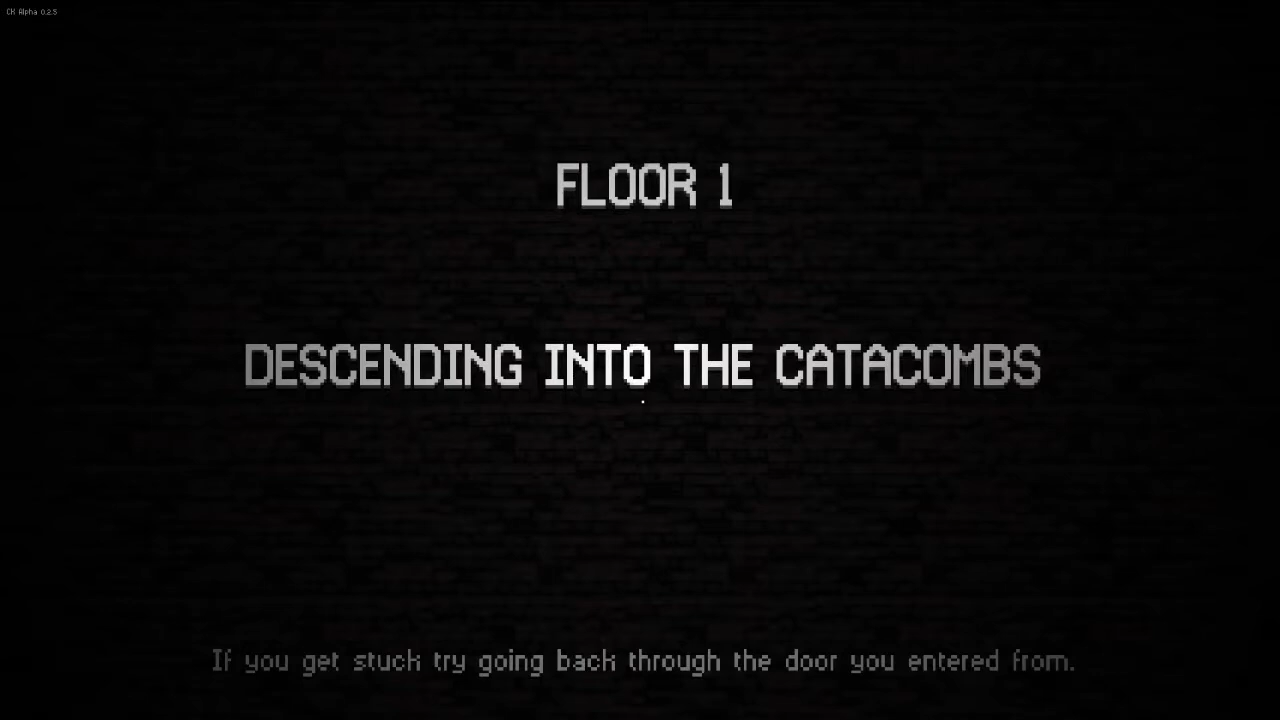 CK Alpha 0.2.5
FLOOR 1
DESCENDING INTO THE CATACOMBS
If you get stuck try going back through the door you entered from.